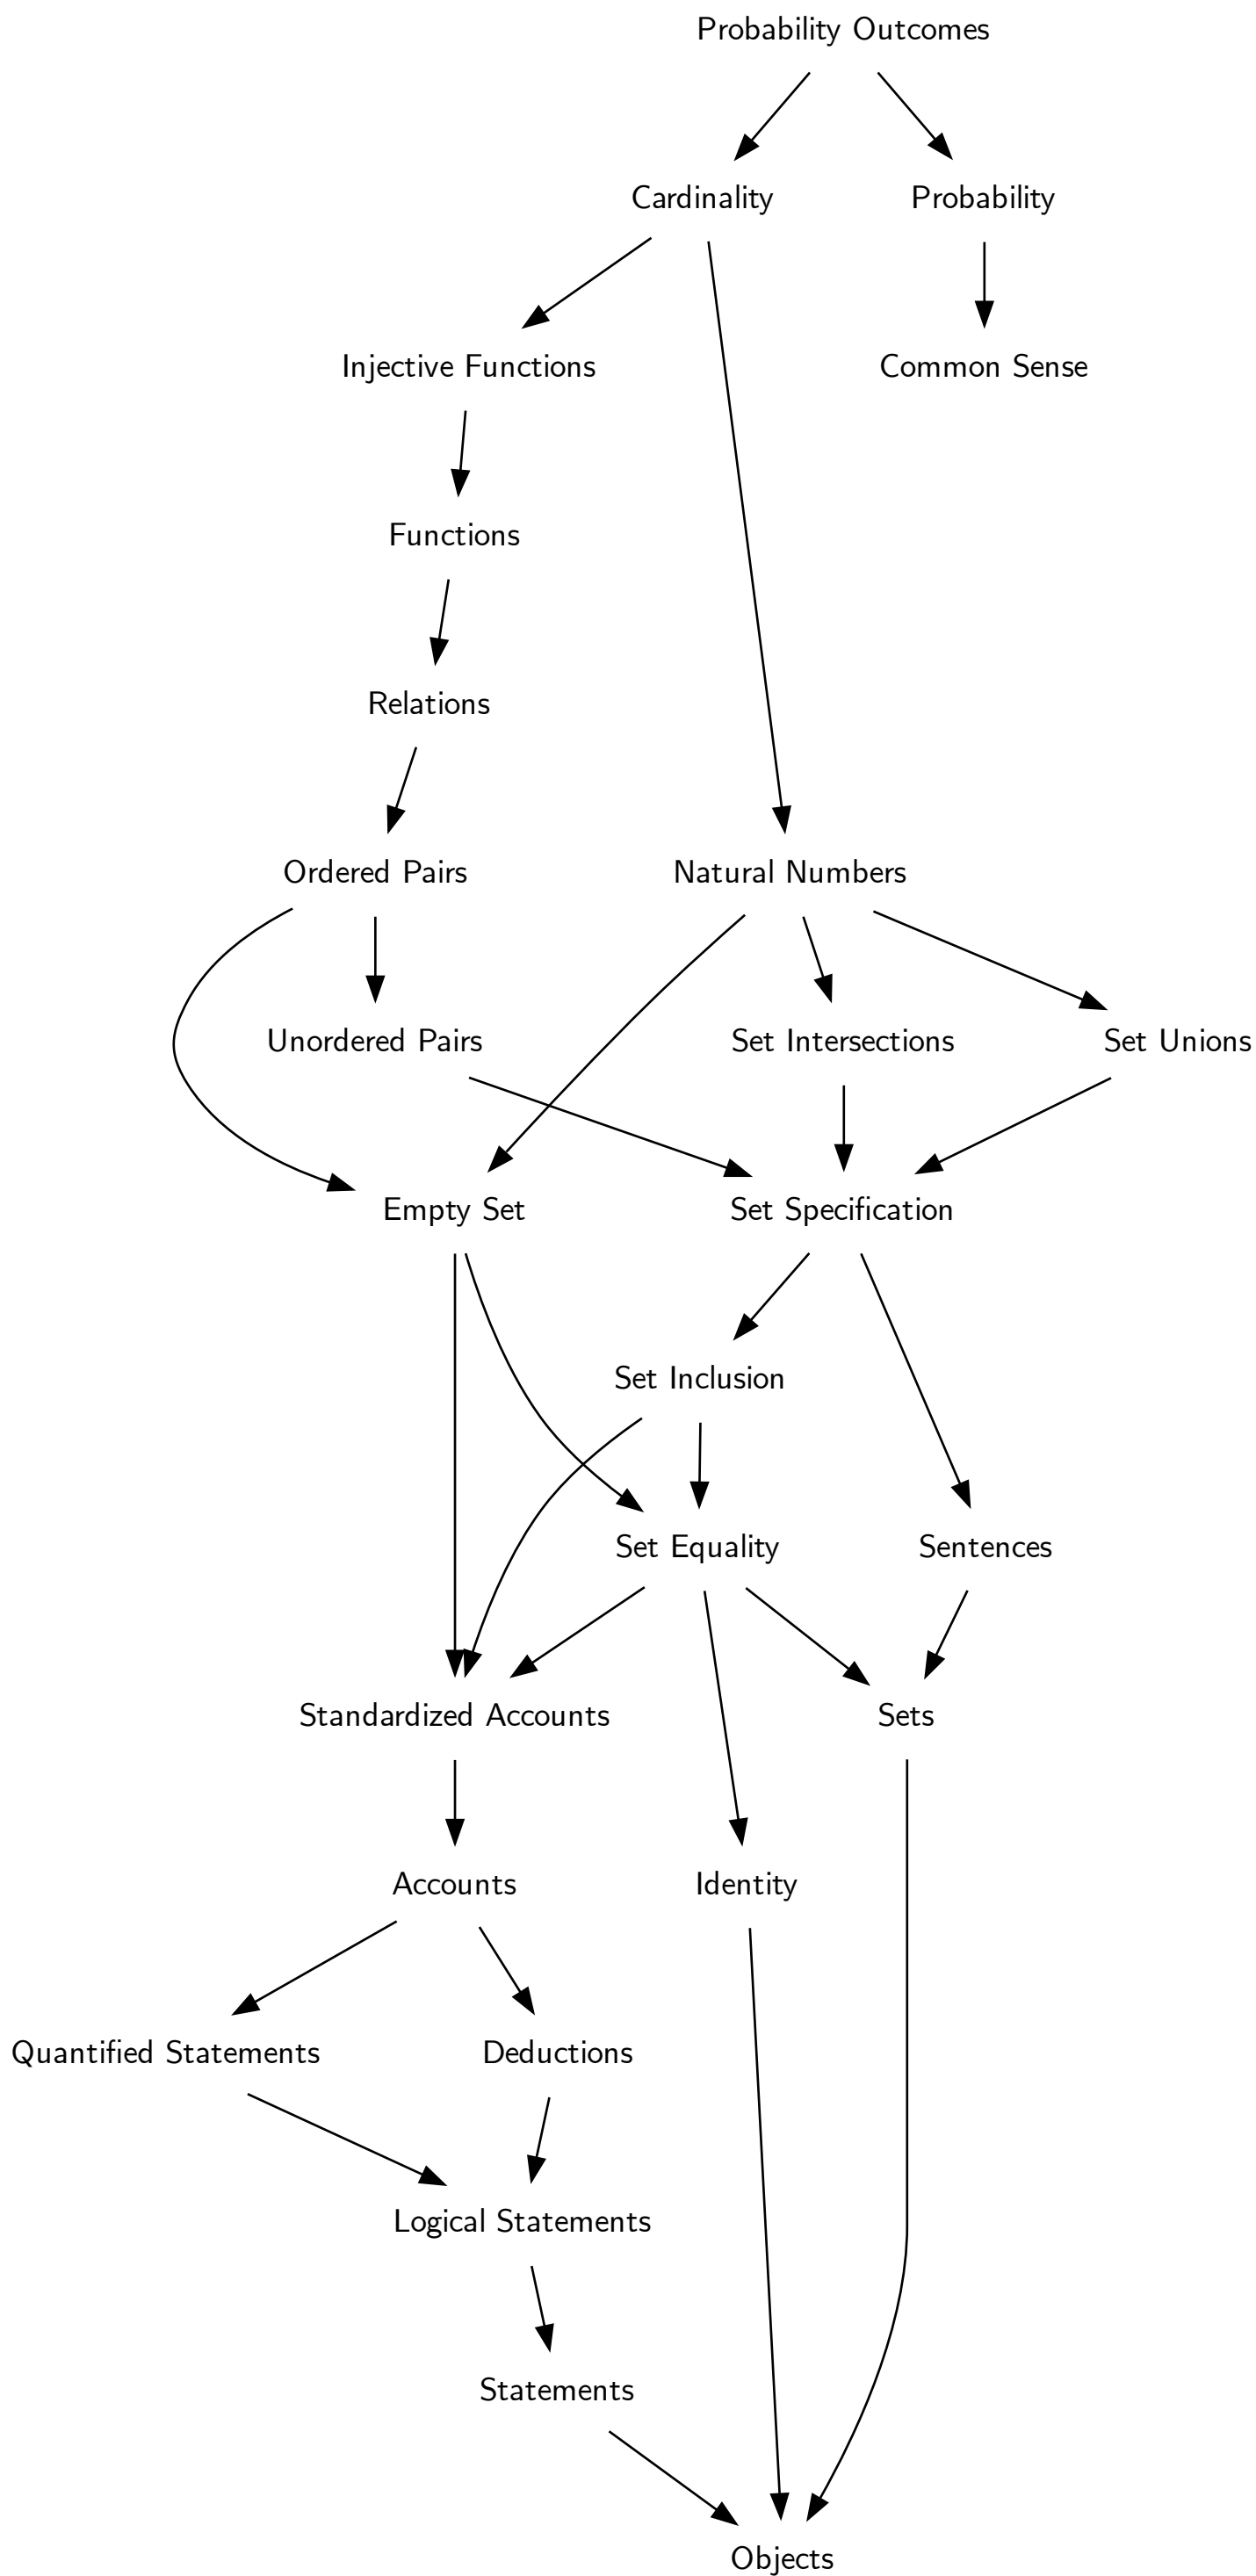 Probability Outcomes
Cardinality
Probability
Injective Functions
Common Sense
Functions
Relations
Ordered Pairs
Natural Numbers
Unordered Pairs
Set Intersections
Set Unions
Empty Set
Set Specification
Set Inclusion
Set Equality
Sentences
Standardized Accounts
Sets
Accounts
Identity
Quantified Statements
Deductions
Logical Statements
Statements
Objects